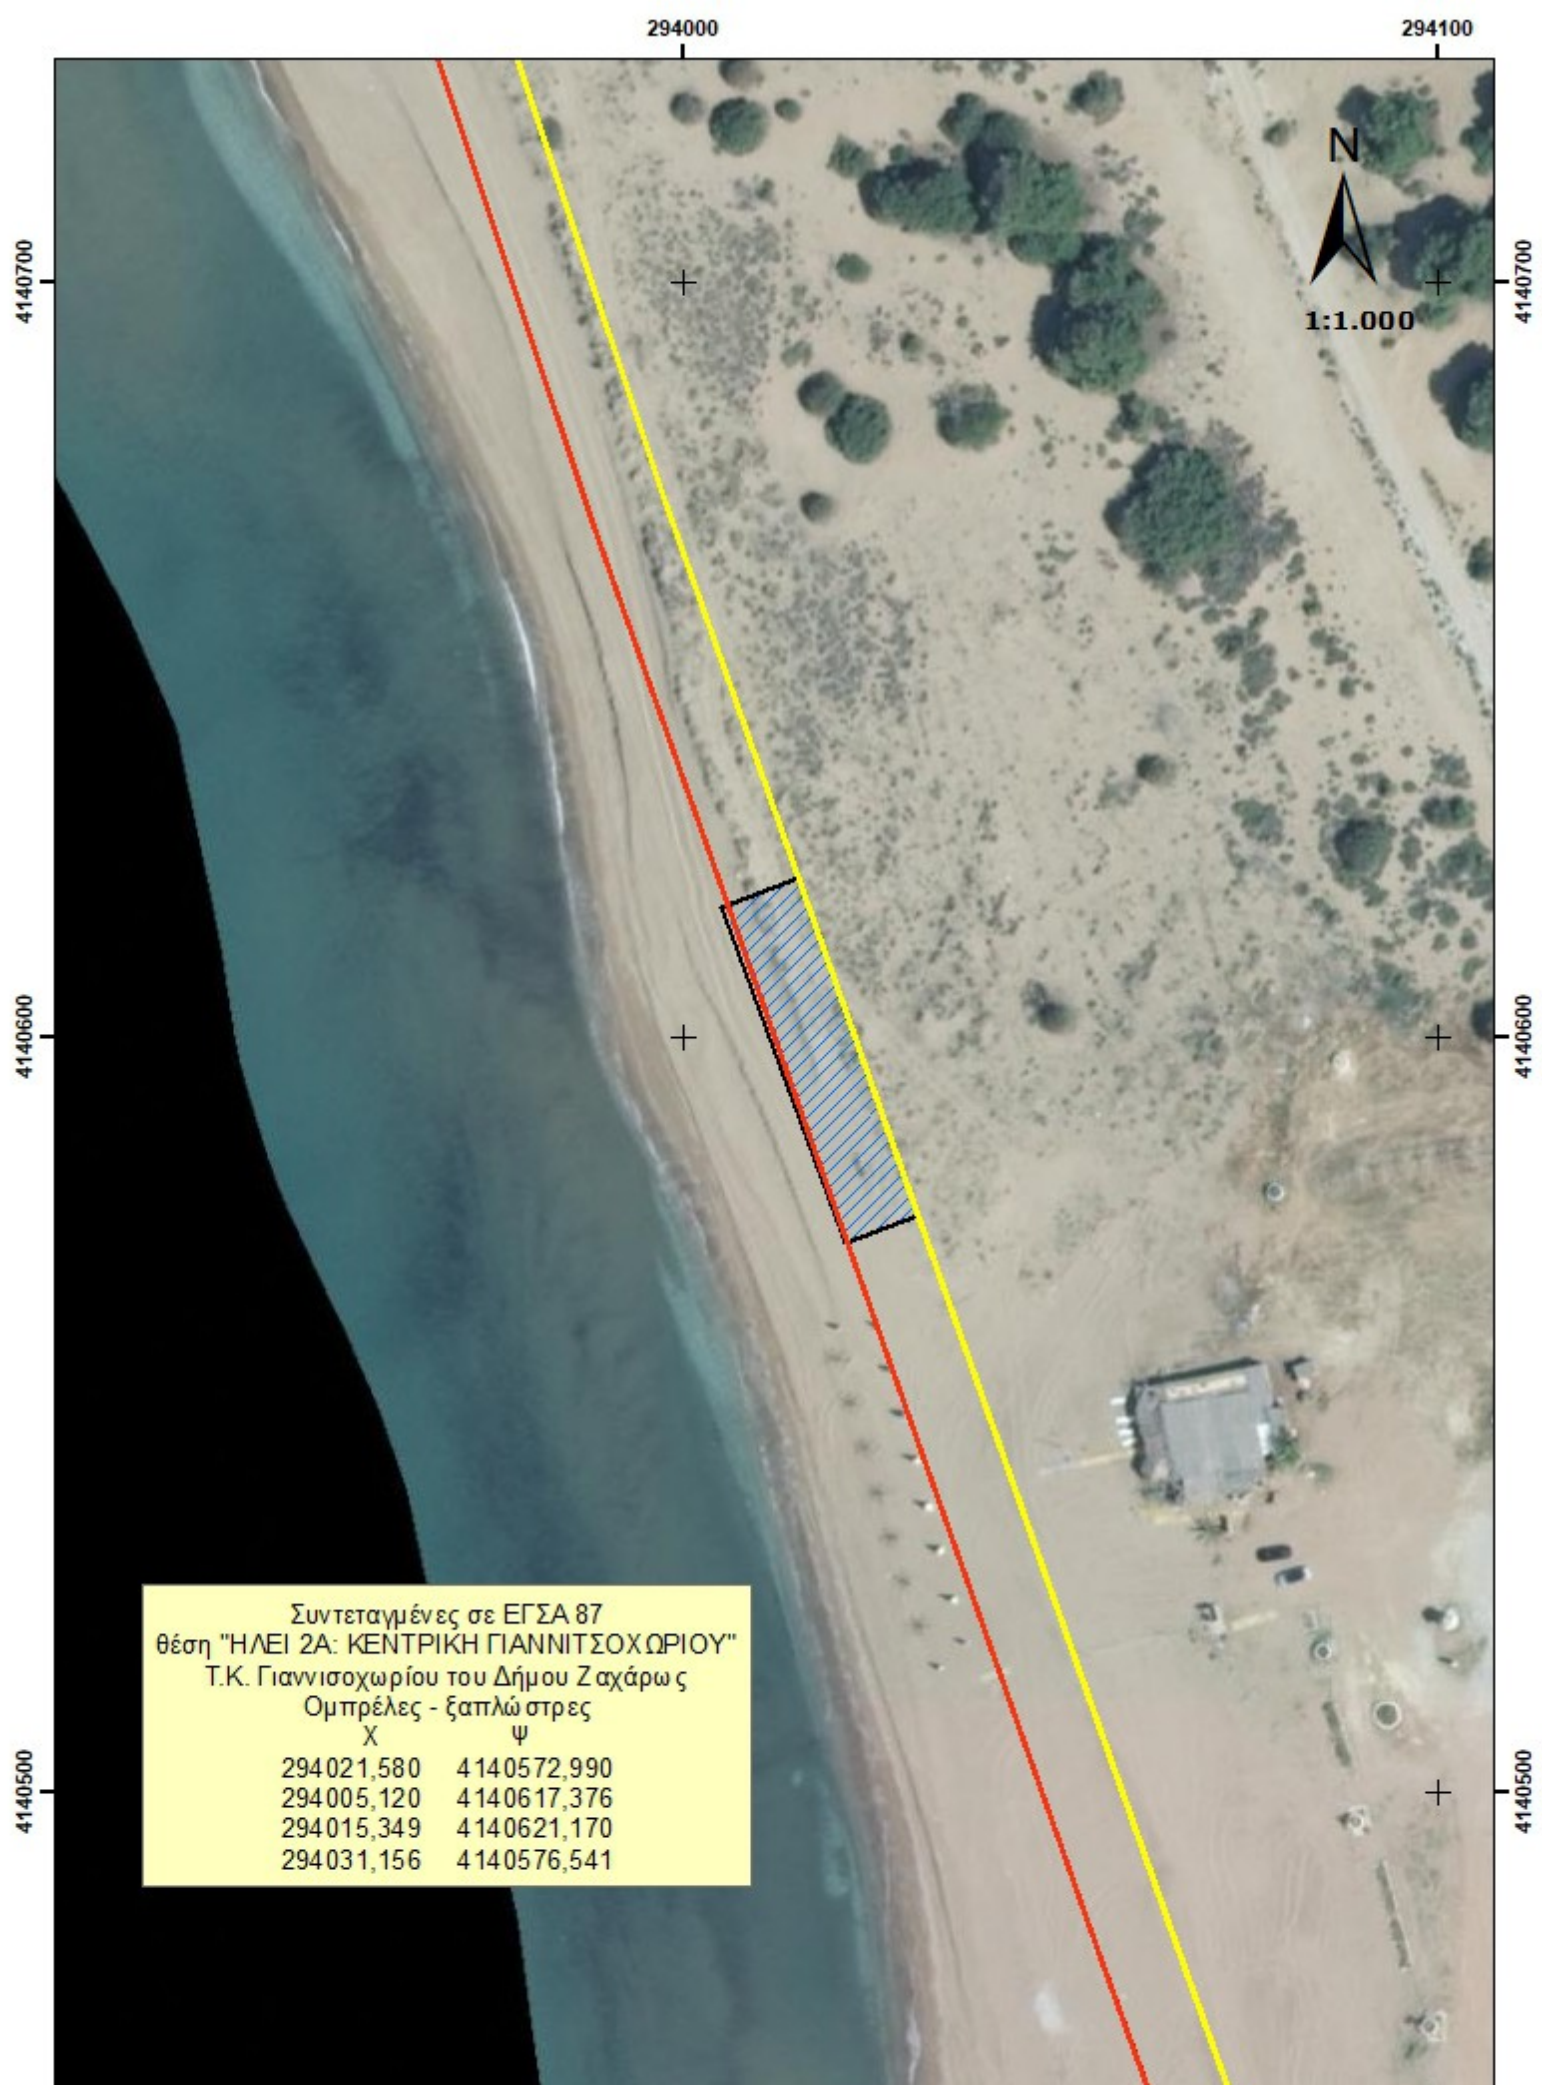 294000 294100
N
4140700 4140700
1:1.000
4140600 4140600
Συντεταγμένες σε ΕΓΣΑ 87
θέση "ΗΛΕΙ 2Α: ΚΕΝΤΡΙΚΗ ΓΙΑΝΝΙΤΣΟΧΩΡΙΟΥ"
Τ.Κ. Γιαννισοχωρίου του Δήμου Ζαχάρως
Ομπρέλες - ξαπλώστρες
Χ Ψ
294021,580 4140572,990
294005,120 4140617,376
294015,349 4140621,170
294031,156 4140576,541
4140500 4140500